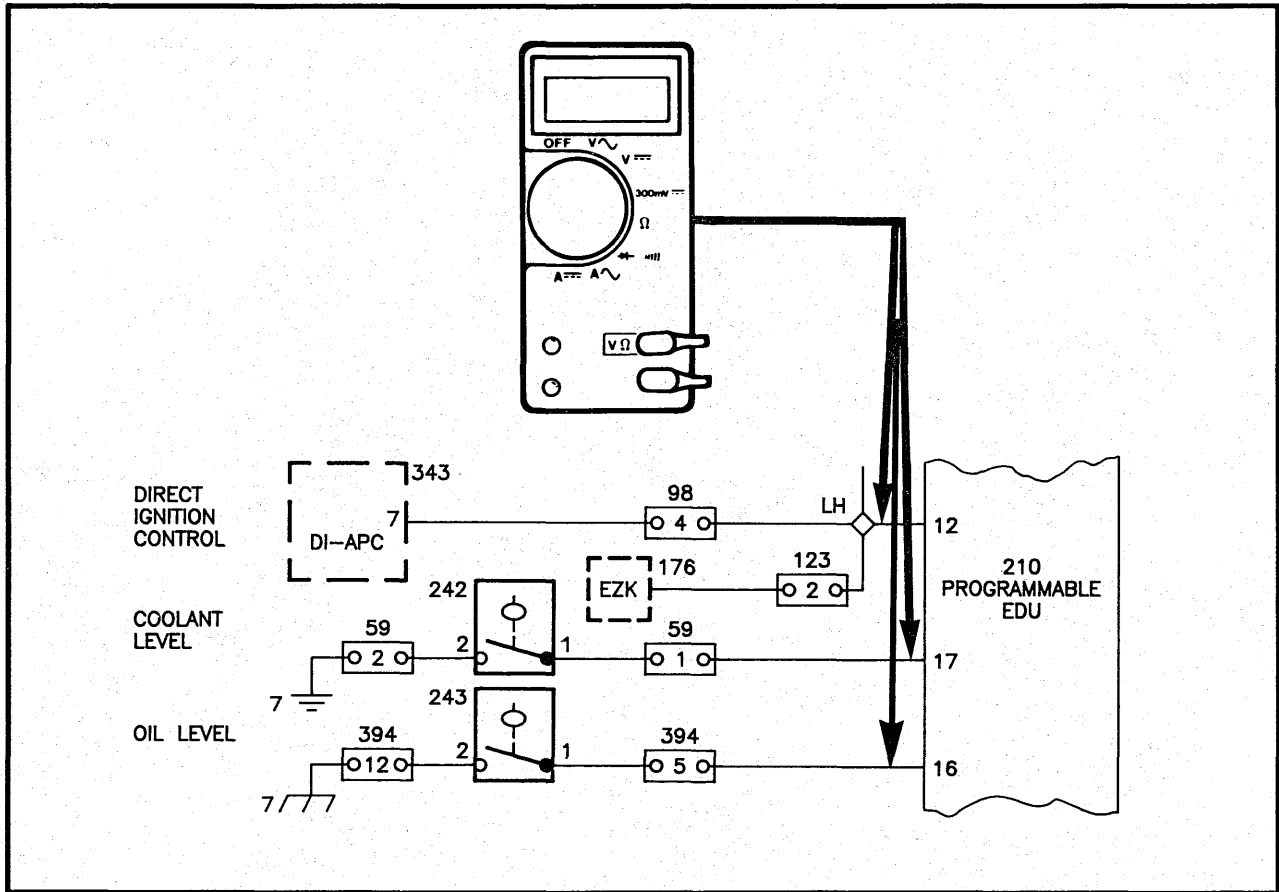 OFF V
V
300mV
Ω
A A
VΩ
343
DIRECT
IGNITION
CONTROL
7
DI-APC
98
4
LH
12
176
EZK
123
2
210
PROGRAMMABLE
EDU
242
COOLANT
LEVEL
59
2
2
1
59
1
17
7
243
OIL LEVEL
394
12
2
1
394
5
16
7